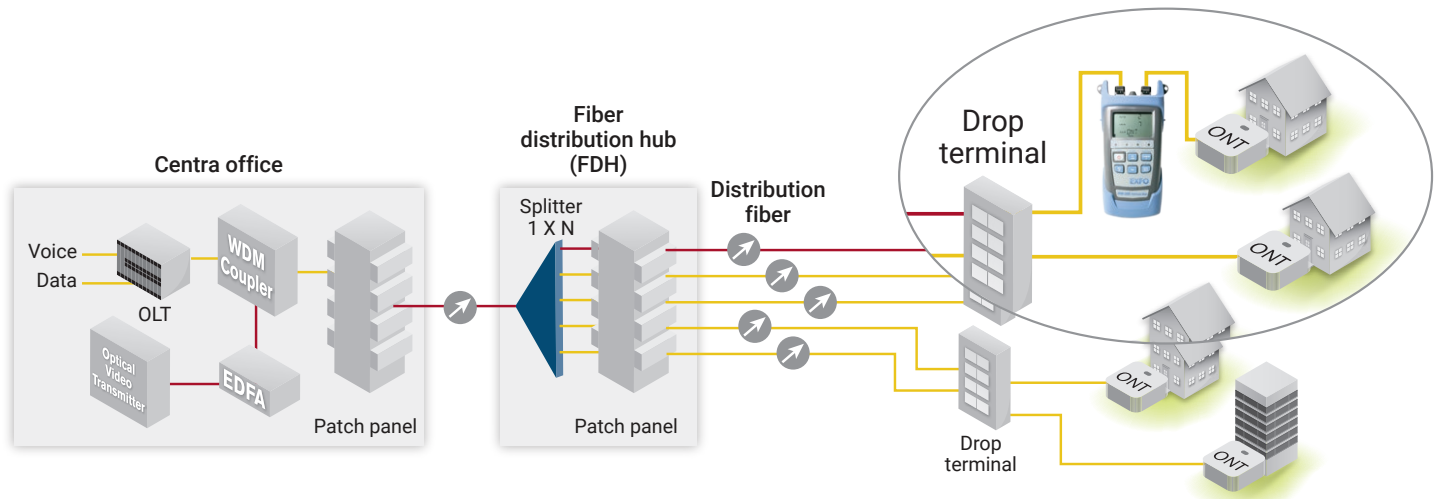 Centra office
Voice
Data
OLT
WDM
Coupler
Optical
Video
Transmitter
EDFA
Patch panel
Fiber
distribution hub
(FDH)
Splitter
1 X N
Patch panel
Distribution
fiber
Drop
terminal
EXFO
ONT
ONT
Drop
terminal
ONT
ONT